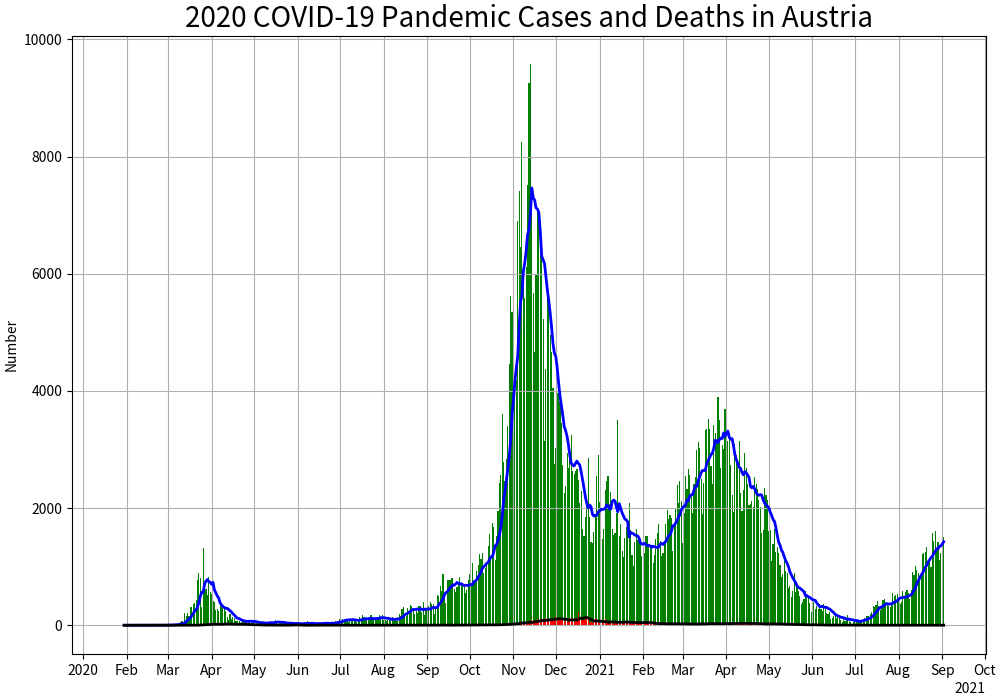 2020 COVID-19 Pandemic Cases and Deaths in Austria
10000
8000
6000
4000
2000
0
Number
2020 Feb Mar Apr May Jun Jul Aug Sep Oct Nov Dec 2021 Feb Mar Apr May Jun Jul Aug Sep Oct
2021